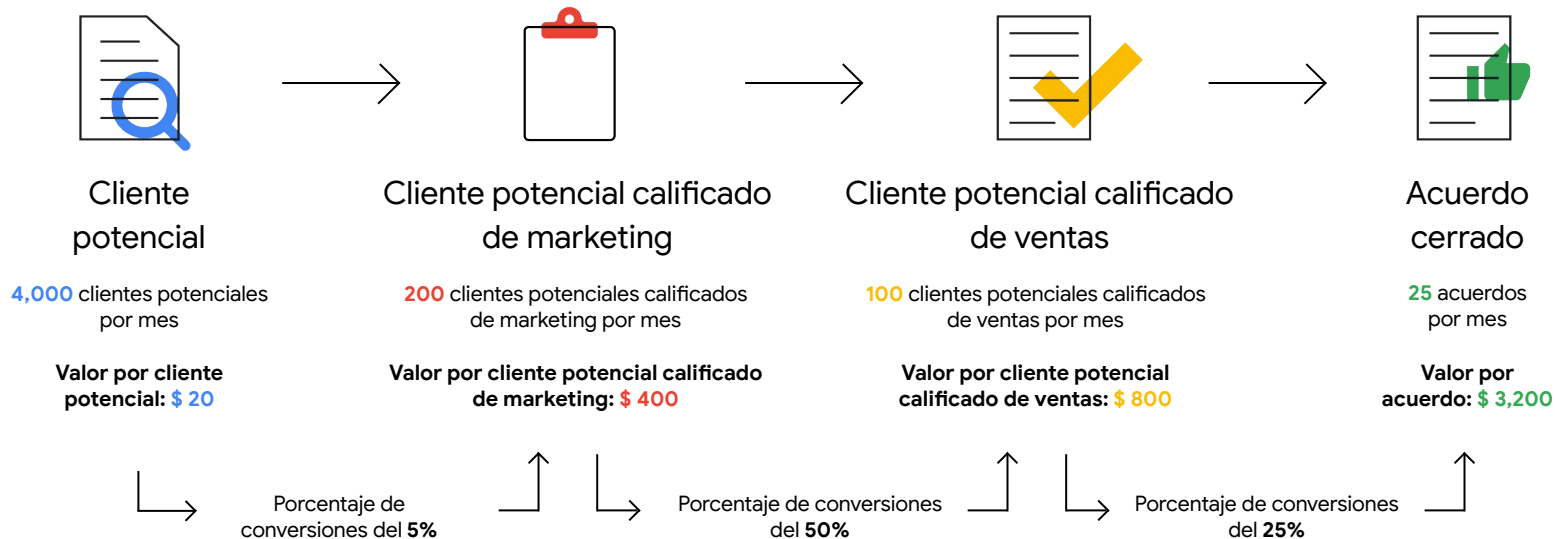 Cliente
potencial
4,000 clientes potenciales
por mes
Valor por cliente
potencial: $ 20
Cliente potencial calificado
de marketing
200 clientes potenciales calificados
de marketing por mes
Valor por cliente potencial calificado
de marketing: $ 400
Cliente potencial calificado
de ventas
100 clientes potenciales calificados
de ventas por mes
Valor por cliente potencial
calificado de ventas: $ 800
Acuerdo
cerrado
25 acuerdos
por mes
Valor por
acuerdo: $ 3,200
Porcentaje de
conversiones del 5%
Porcentaje de conversiones
del 50%
Porcentaje de conversiones
del 25%